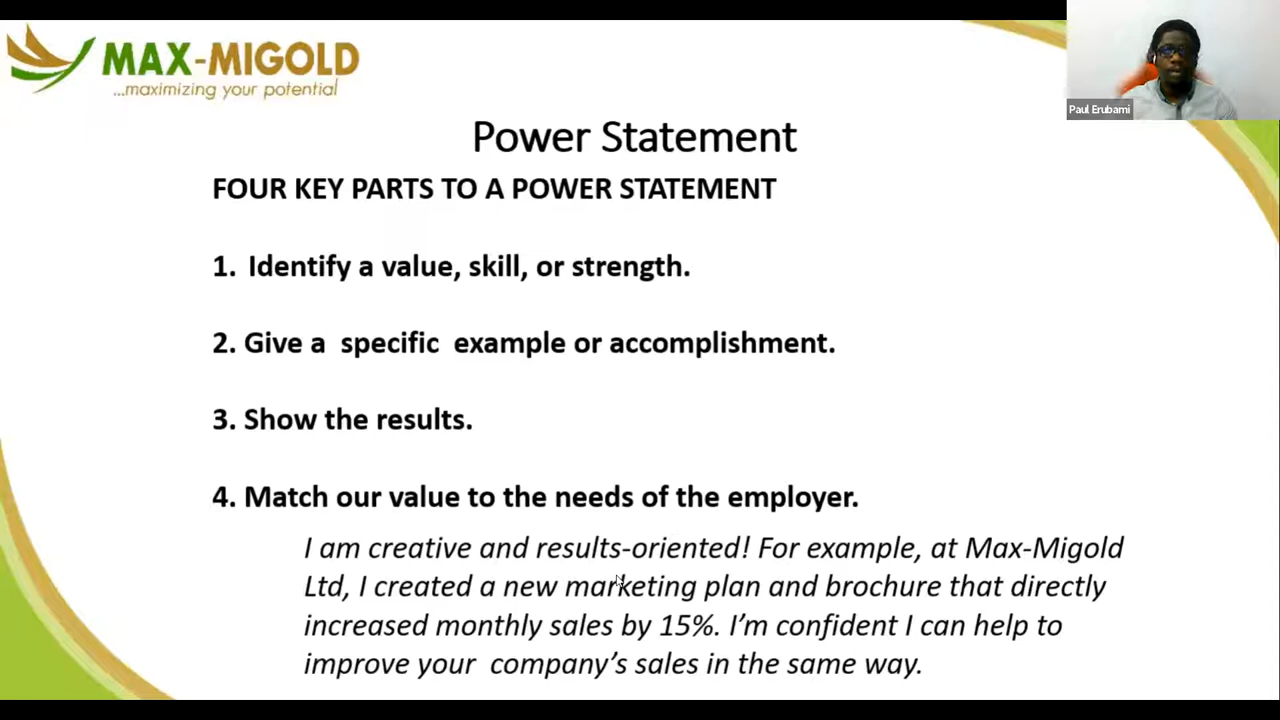 MAX-MIGOLD
...maximizing your potential
Paul Erubami
Power Statement
FOUR KEY PARTS TO A POWER STATEMENT
1. Identify a value, skill, or strength.
2. Give a specific example or accomplishment.
3. Show the results.
4. Match our value to the needs of the employer.
I am creative and results-oriented! For example, at Max-Migold
Ltd, I created a new marketing plan and brochure that directly
increased monthly sales by 15%. I’m confident I can help to
improve your company’s sales in the same way.